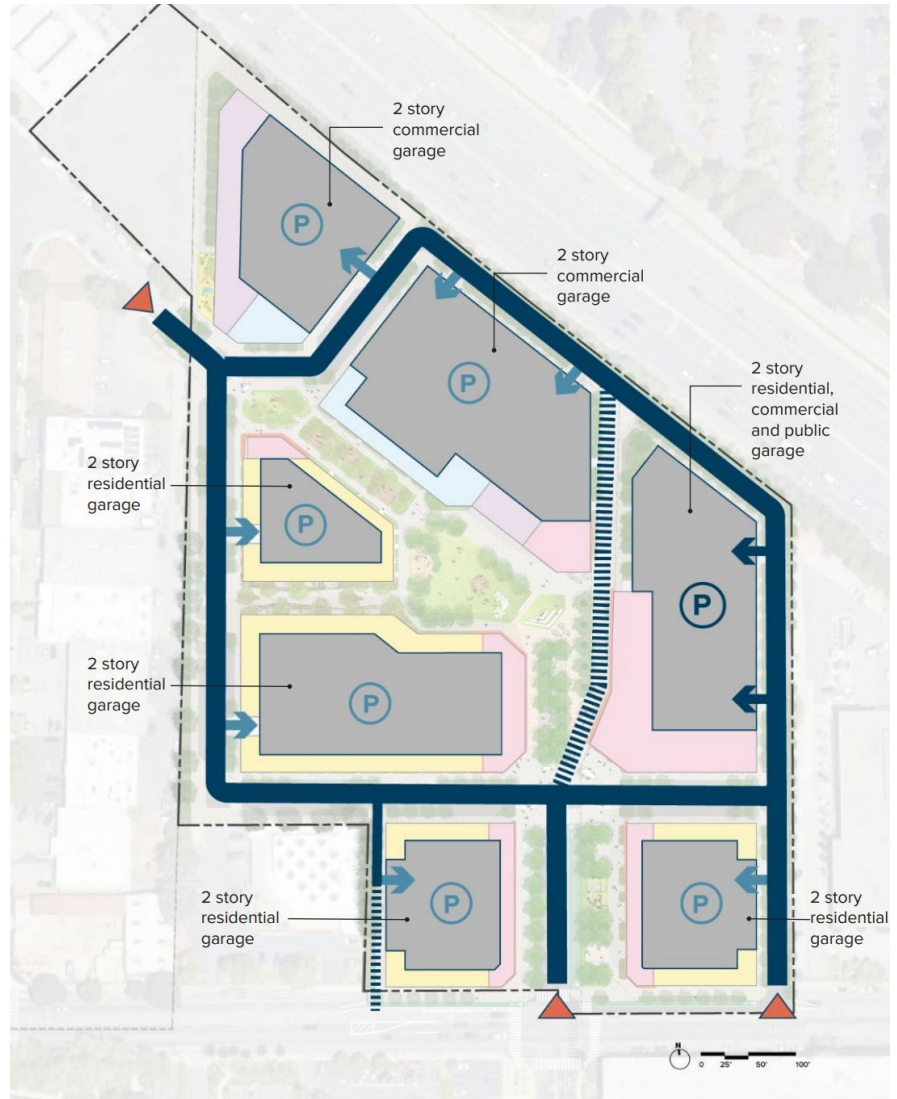 2 story
commercial
garage
P
2 story
commercial
garage
P
2 story
residential,
commercial
and public
garage
2 story
residential
garage
P
P
2 story
residential
garage
P
2 story
residential
garage
P
P
2 story
residential
garage
N
0 25' 50' 100'